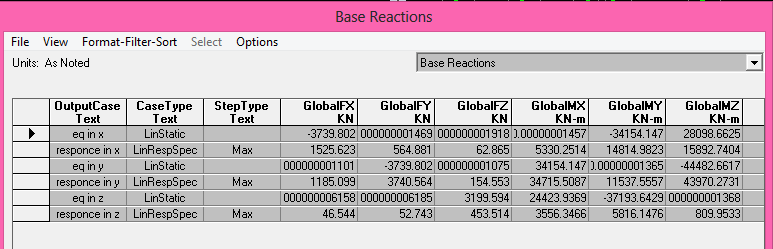 Base Reactions
File View Format-Filter-Sort Select Options
Units: As Noted
Base Reactions
OutputCase CaseType StepType GlobalFX GlobalFY GlobalFZ GlobalMX GlobalMY GlobalMZ
Text Text Text KN KN KN KN-m KN-m KN-m
eq in x LinStatic -3739.802 000000001469 000000001918 0.00000001457 -34154.147 28098.6625
responce in x LinRespSpec Max 1525.623 564.881 62.865 5330.2514 14814.9823 15892.7404
eq in y LinStatic 000000001101 -3739.802 000000001075 34154.147 0.00000001365 -44482.6617
responce in y LinRespSpec Max 1185.099 3740.564 154.553 34715.5087 11537.5557 43970.2731
eq in z LinStatic 000000006158 000000006185 3199.594 24423.9369 -37193.6429 000000001368
responce in z LinRespSpec Max 46.544 52.743 453.514 3556.3466 5816.1476 809.9533